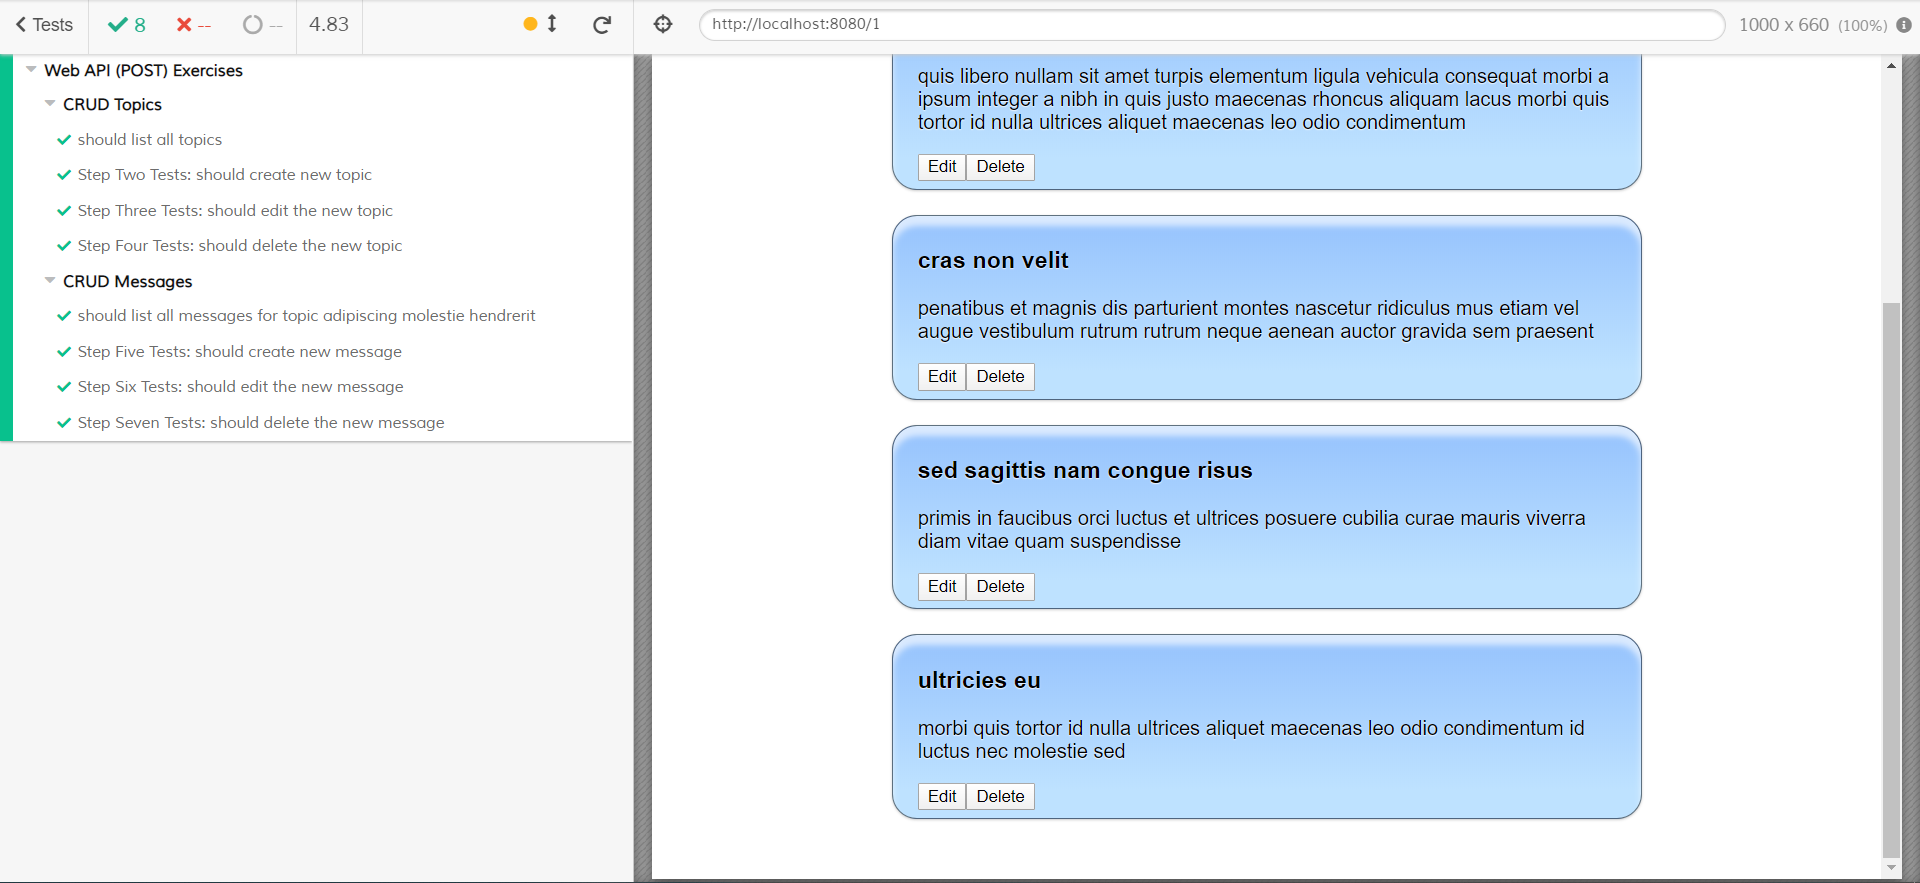 Tests
8
--
--
4.83
http://localhost:8080/1
1000 x 660 (100%)
Web API (POST) Exercises
CRUD Topics
should list all topics
Step Two Tests: should create new topic
Step Three Tests: should edit the new topic
Step Four Tests: should delete the new topic
CRUD Messages
should list all messages for topic adipiscing molestie hendrerit
Step Five Tests: should create new message
Step Six Tests: should edit the new message
Step Seven Tests: should delete the new message
quis libero nullam sit amet turpis elementum ligula vehicula consequat morbi a
ipsum integer a nibh in quis justo maecenas rhoncus aliquam lacus morbi quis
tortor id nulla ultrices aliquet maecenas leo odio condimentum
Edit Delete
cras non velit
penatibus et magnis dis parturient montes nascetur ridiculus mus etiam vel
augue vestibulum rutrum rutrum neque aenean auctor gravida sem praesent
Edit Delete
sed sagittis nam congue risus
primis in faucibus orci luctus et ultrices posuere cubilia curae mauris viverra
diam vitae quam suspendisse
Edit Delete
ultricies eu
morbi quis tortor id nulla ultrices aliquet maecenas leo odio condimentum id
luctus nec molestie sed
Edit Delete